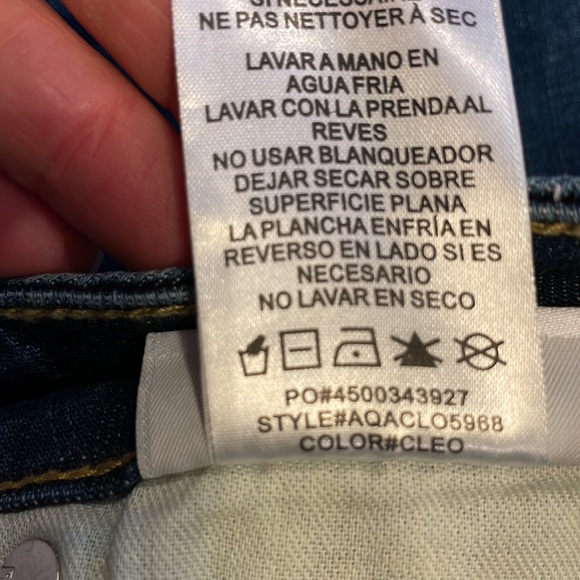 SI NÉCESSAIRE
NE PAS NETTOYER À SEC
LAVAR A MANO EN
AGUA FRIA
LAVAR CON LA PRENDA AL
REVES
NO USAR BLANQUEADOR
DEJAR SECAR SOBRE
SUPERFICIE PLANA
LA PLANCHA ENFRÍA EN
REVERSO EN LADO SI ES
NECESARIO
NO LAVAR EN SECO
PO#4500343927
STYLE#AQACLO5968
COLOR#CLEO